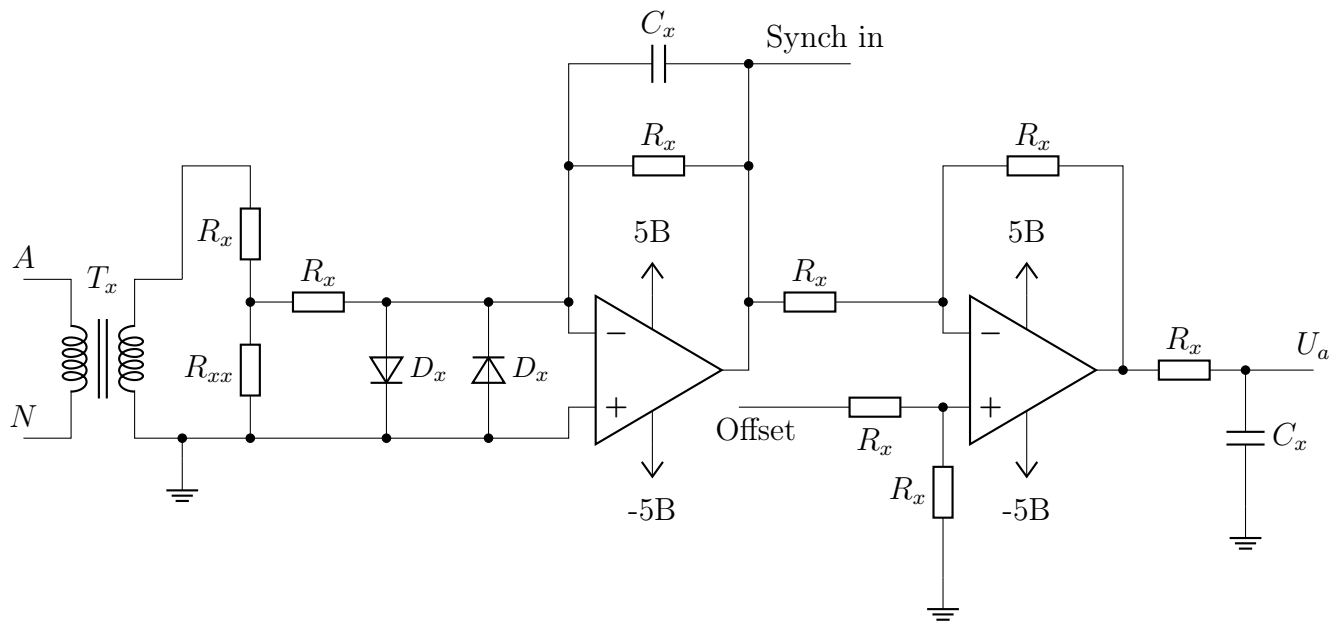 C_x
Synch in
R_x
R_x
R_x
5B
5B
A
T_x
R_x
R_x
R_x
U_a
R_xx
D_x
D_x
−
+
−
+
N
Offset
R_x
R_x
C_x
-5B
-5B